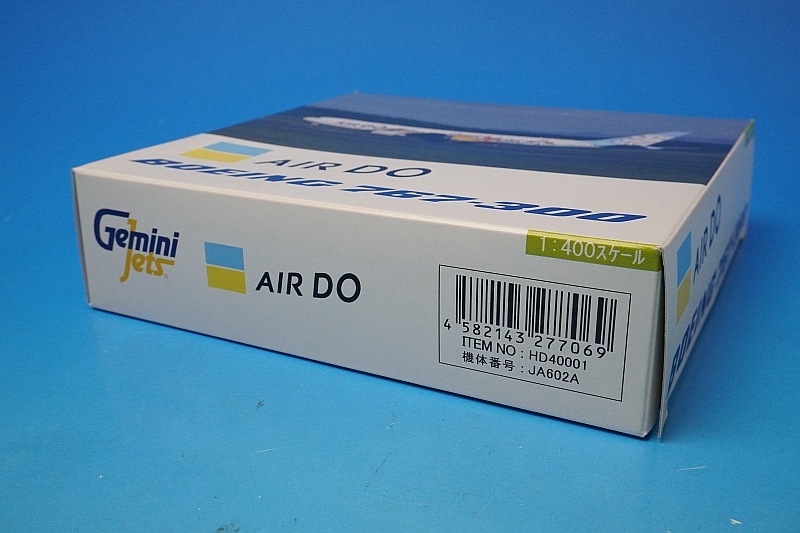 AIR DO
BOEING 767-300
Gemini
Jets
AIR DO
1:400スケール
4 582143 277069
ITEM NO : HD40001
機体番号 : JA602A
AIR DO